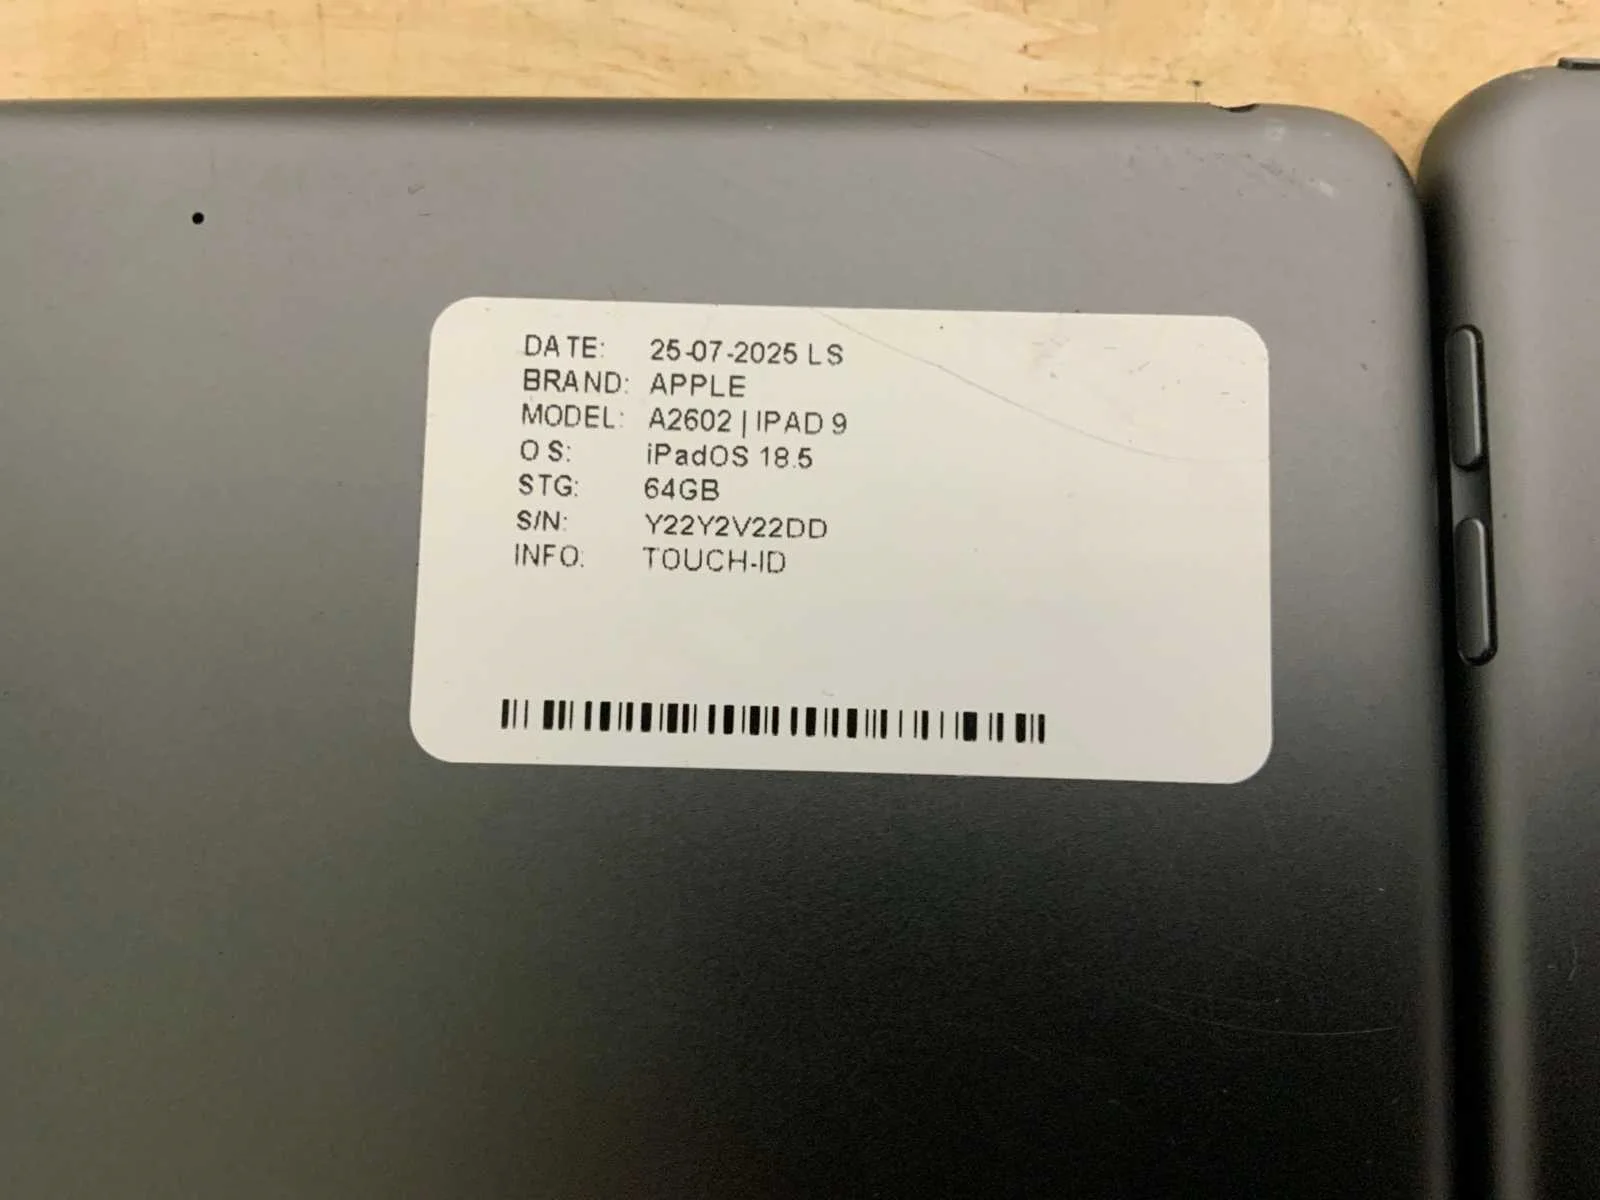 DATE: 25-07-2025 LS
BRAND: APPLE
MODEL: A2602 | IPAD 9
OS: iPadOS 18.5
STG: 64GB
S/N: Y22Y2V22DD
INFO: TOUCH-ID